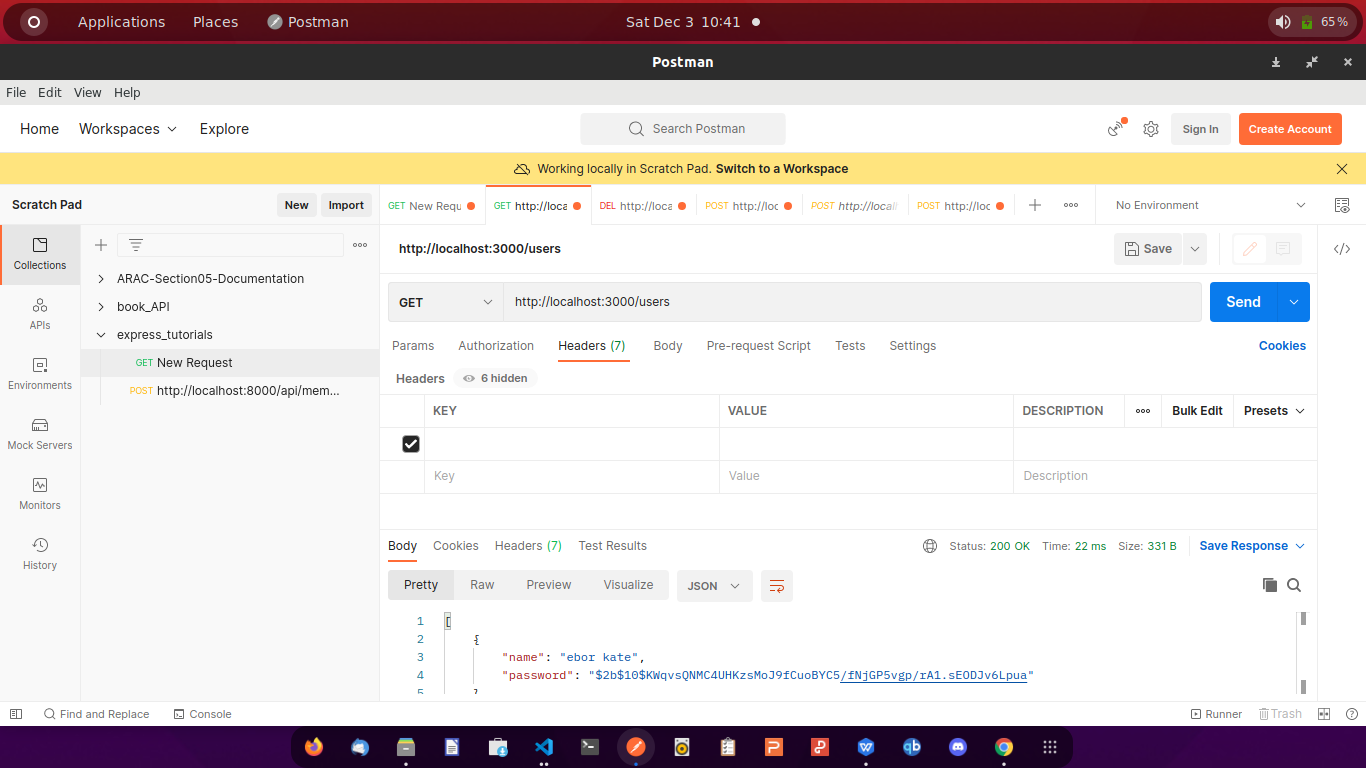 Applications Places Postman Sat Dec 3 10:41 65%
Postman
File Edit View Help
Home Workspaces Explore Search Postman Sign In Create Account
Working locally in Scratch Pad. Switch to a Workspace
Scratch Pad New Import GET New Requ GET http://loca DEL http://loca POST http://loc POST http://local POST http://loc No Environment
Collections
APIs
Environments
Mock Servers
Monitors
History
ARAC-Section05-Documentation
book_API
express_tutorials
GET New Request
POST http://localhost:8000/api/mem...
http://localhost:3000/users Save
GET http://localhost:3000/users Send
Params Authorization Headers (7) Body Pre-request Script Tests Settings Cookies
Headers 6 hidden
KEY VALUE DESCRIPTION Bulk Edit Presets
Key Value Description
Body Cookies Headers (7) Test Results Status: 200 OK Time: 22 ms Size: 331 B Save Response
Pretty Raw Preview Visualize JSON
1 [
2 {
3 "name": "ebor kate",
4 "password": "$2b$10$KWqvsQNMC4UHKzsMoJ9fCuoBYC5/fNjGP5vgp/rA1.sEODJv6Lpua"
5 }
Find and Replace Console Runner Trash